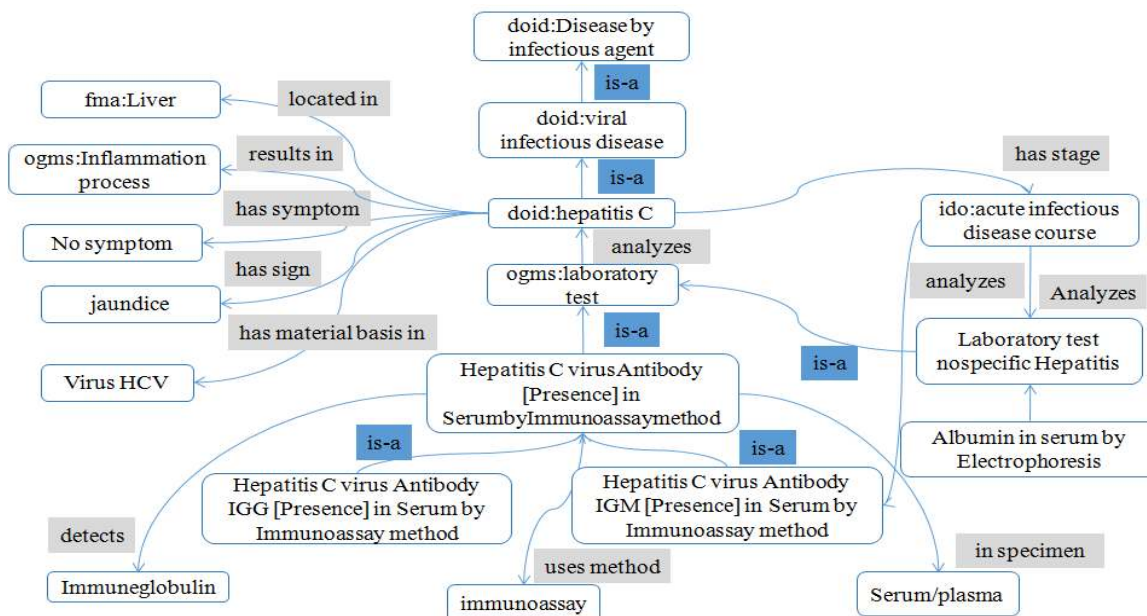 doid:Disease by
infectious agent
is-a
fma:Liver
located in
doid:viral
infectious disease
ogms:Inflammation
process
results in
is-a
has stage
has symptom
doid:hepatitis C
ido:acute infectious
disease course
No symptom
analyzes
has sign
ogms:laboratory
test
analyzes
Analyzes
jaundice
has material basis in
is-a
is-a
Laboratory test
nospecific Hepatitis
Virus HCV
Hepatitis C virusAntibody
[Presence] in
SerumbyImmunoassaymethod
is-a
is-a
Albumin in serum by
Electrophoresis
Hepatitis C virus Antibody
IGG [Presence] in Serum by
Immunoassay method
Hepatitis C virus Antibody
IGM [Presence] in Serum by
Immunoassay method
detects
uses method
in specimen
Immuneglobulin
immunoassay
Serum/plasma